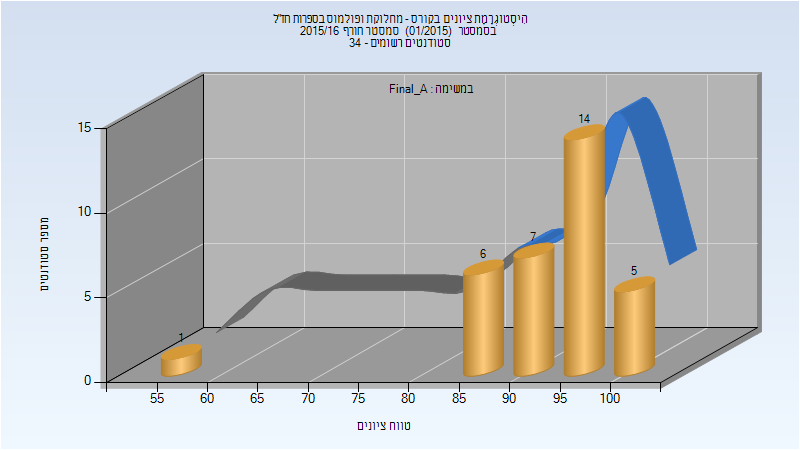 היסטוגרמת ציונים בקורס - מחלוקת ופולמוס בספרות חז"ל
בסמסטר (01/2015) סמסטר חורף 2015/16
סטודנטים רשומים - 34
במשימה : Final_A
מספר סטודנטים
15
10
5
0
1
6
7
14
5
55 60 65 70 75 80 85 90 95 100
טווח ציונים